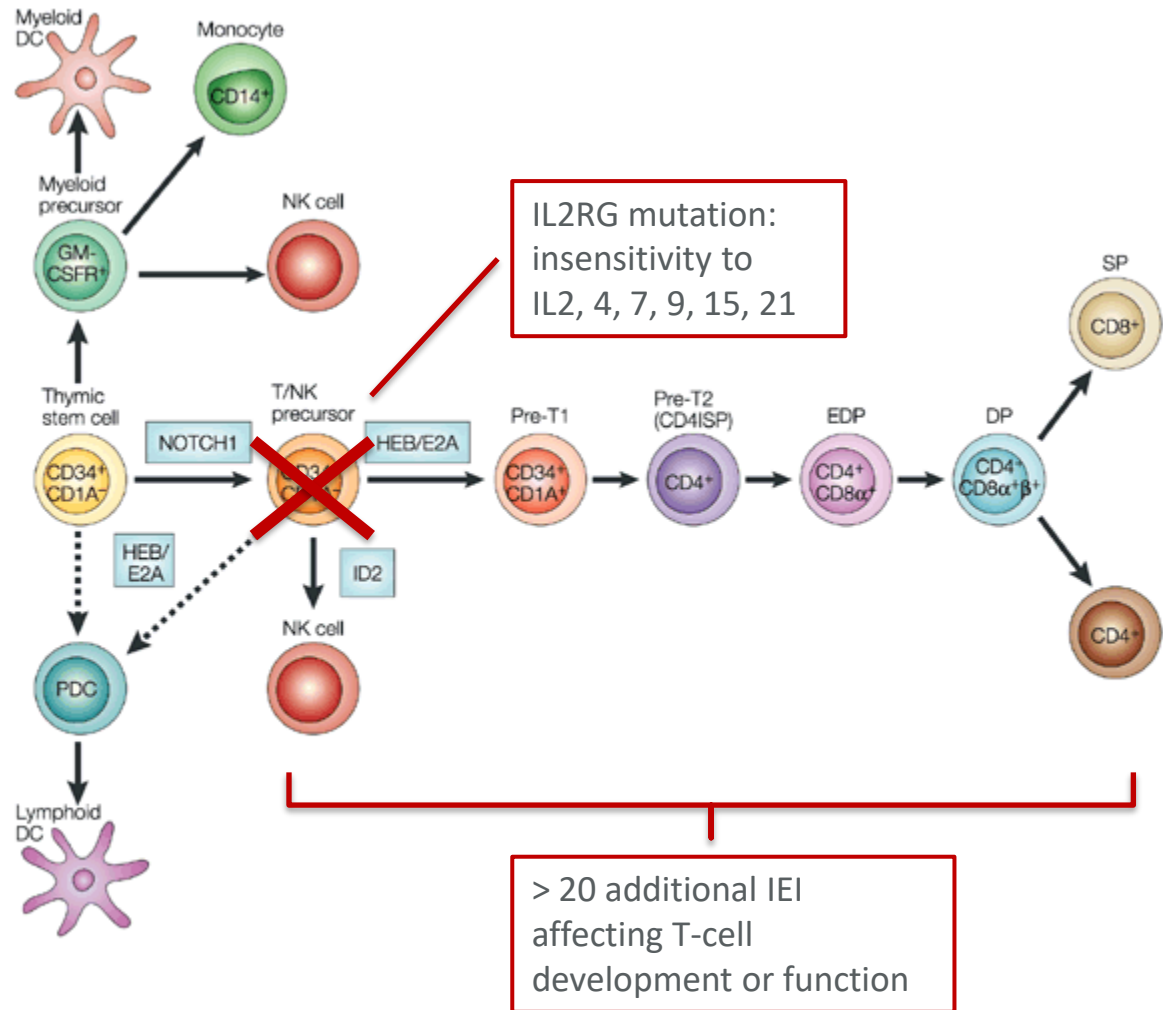 Myeloid
DC
Monocyte
CD14+
Myeloid
precursor
GM-
CSFR+
NK cell
IL2RG mutation:
insensitivity to
IL2, 4, 7, 9, 15, 21
SP
CD8+
Thymic
stem cell
CD34+
CD1A–
NOTCH1
T/NK
precursor
HEB/E2A
Pre-T1
CD34+
CD1A+
Pre-T2
(CD4ISP)
CD4+
EDP
CD4+
CD8α+
DP
CD4+
CD8α+β+
HEB/
E2A
ID2
NK cell
CD4+
PDC
Lymphoid
DC
> 20 additional IEI
affecting T-cell
development or function